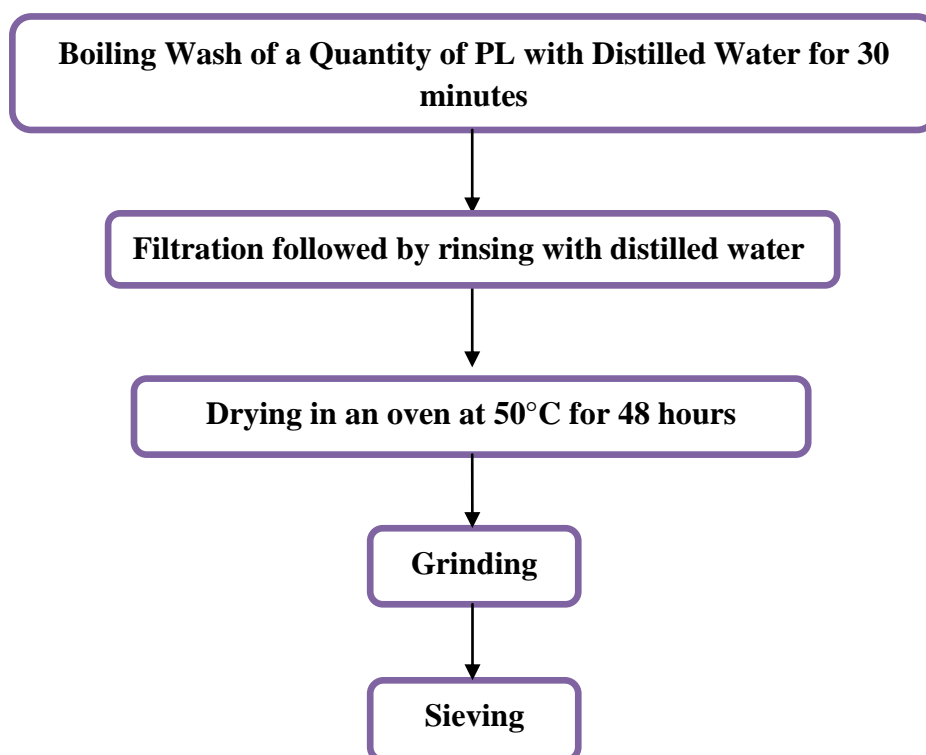 Boiling Wash of a Quantity of PL with Distilled Water for 30
minutes
Filtration followed by rinsing with distilled water
Drying in an oven at 50°C for 48 hours
Grinding
Sieving